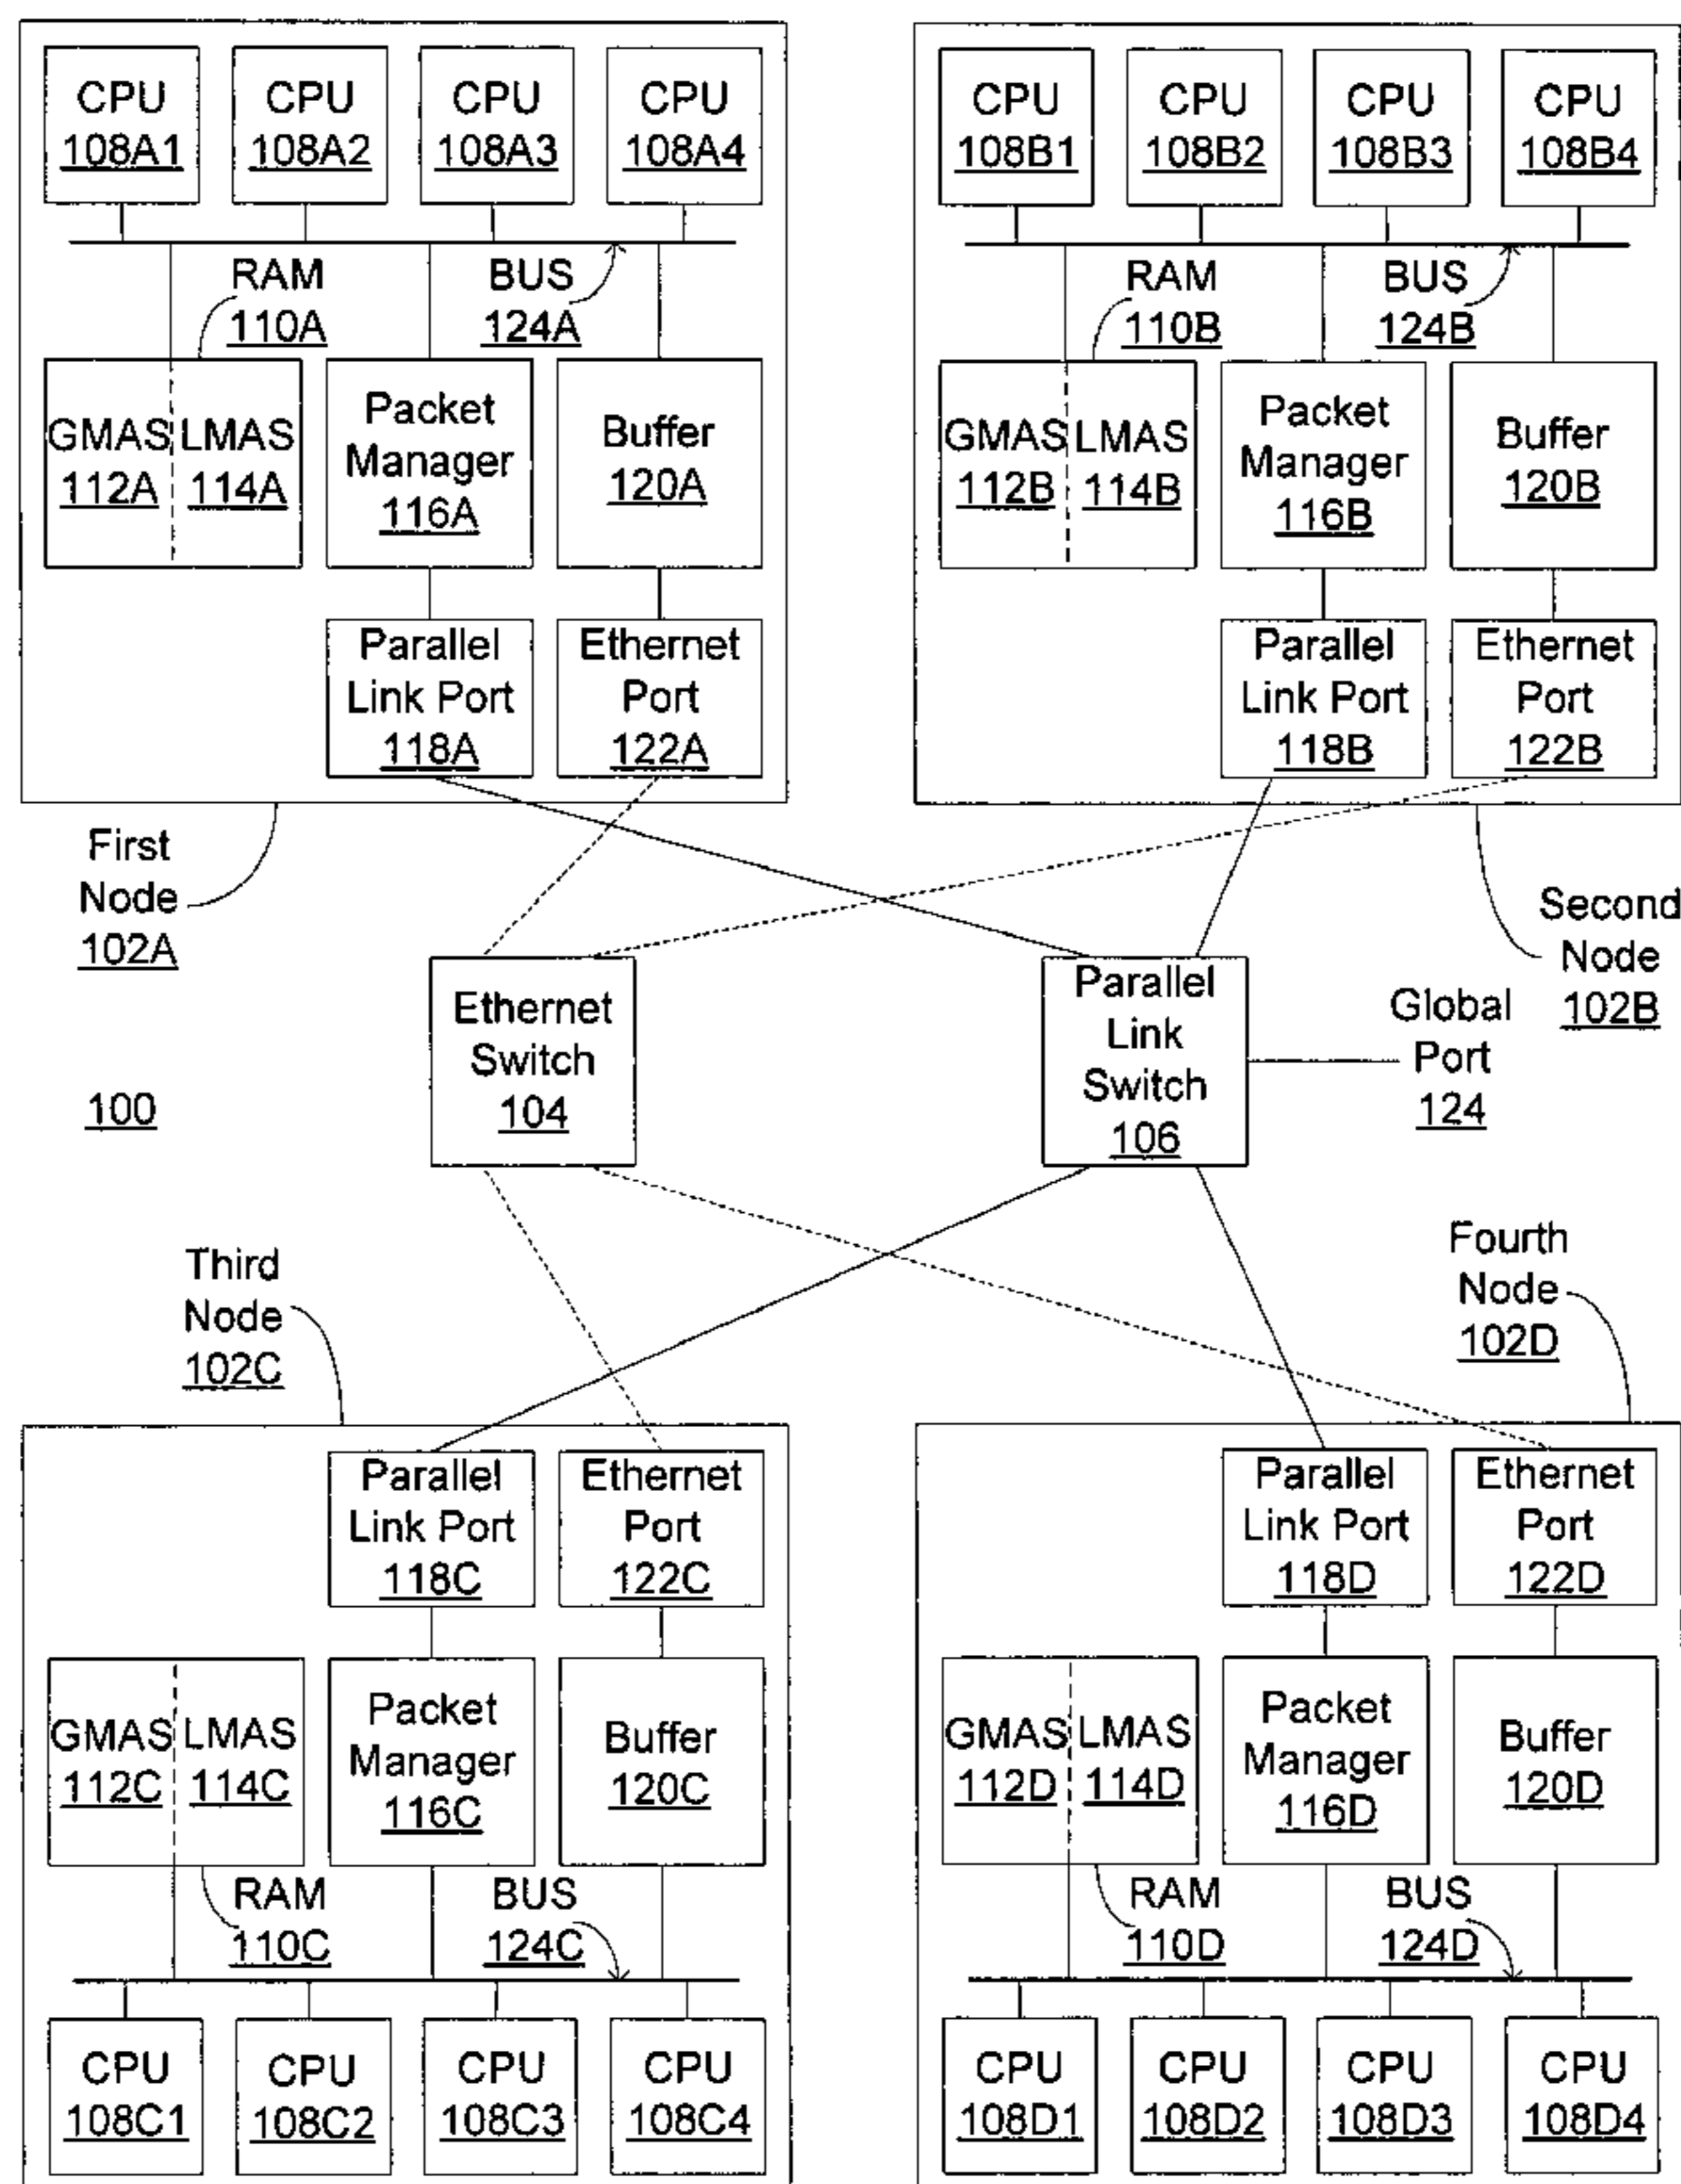 CPU CPU CPU CPU
108A1 108A2 108A3 108A4
RAM BUS
110A 124A
GMAS LMAS
112A 114A
Packet
Manager
116A
Buffer
120A
Parallel
Link Port
118A
Ethernet
Port
122A
First
Node
102A
CPU CPU CPU CPU
108B1 108B2 108B3 108B4
RAM BUS
110B 124B
GMAS LMAS
112B 114B
Packet
Manager
116B
Buffer
120B
Parallel
Link Port
118B
Ethernet
Port
122B
Second
Node
102B
Ethernet
Switch
104
Parallel
Link
Switch
106
Global
Port
124
100
Third
Node
102C
Parallel
Link Port
118C
Ethernet
Port
122C
GMAS LMAS
112C 114C
Packet
Manager
116C
Buffer
120C
RAM BUS
110C 124C
CPU CPU CPU CPU
108C1 108C2 108C3 108C4
Fourth
Node
102D
Parallel
Link Port
118D
Ethernet
Port
122D
GMAS LMAS
112D 114D
Packet
Manager
116D
Buffer
120D
RAM BUS
110D 124D
CPU CPU CPU CPU
108D1 108D2 108D3 108D4